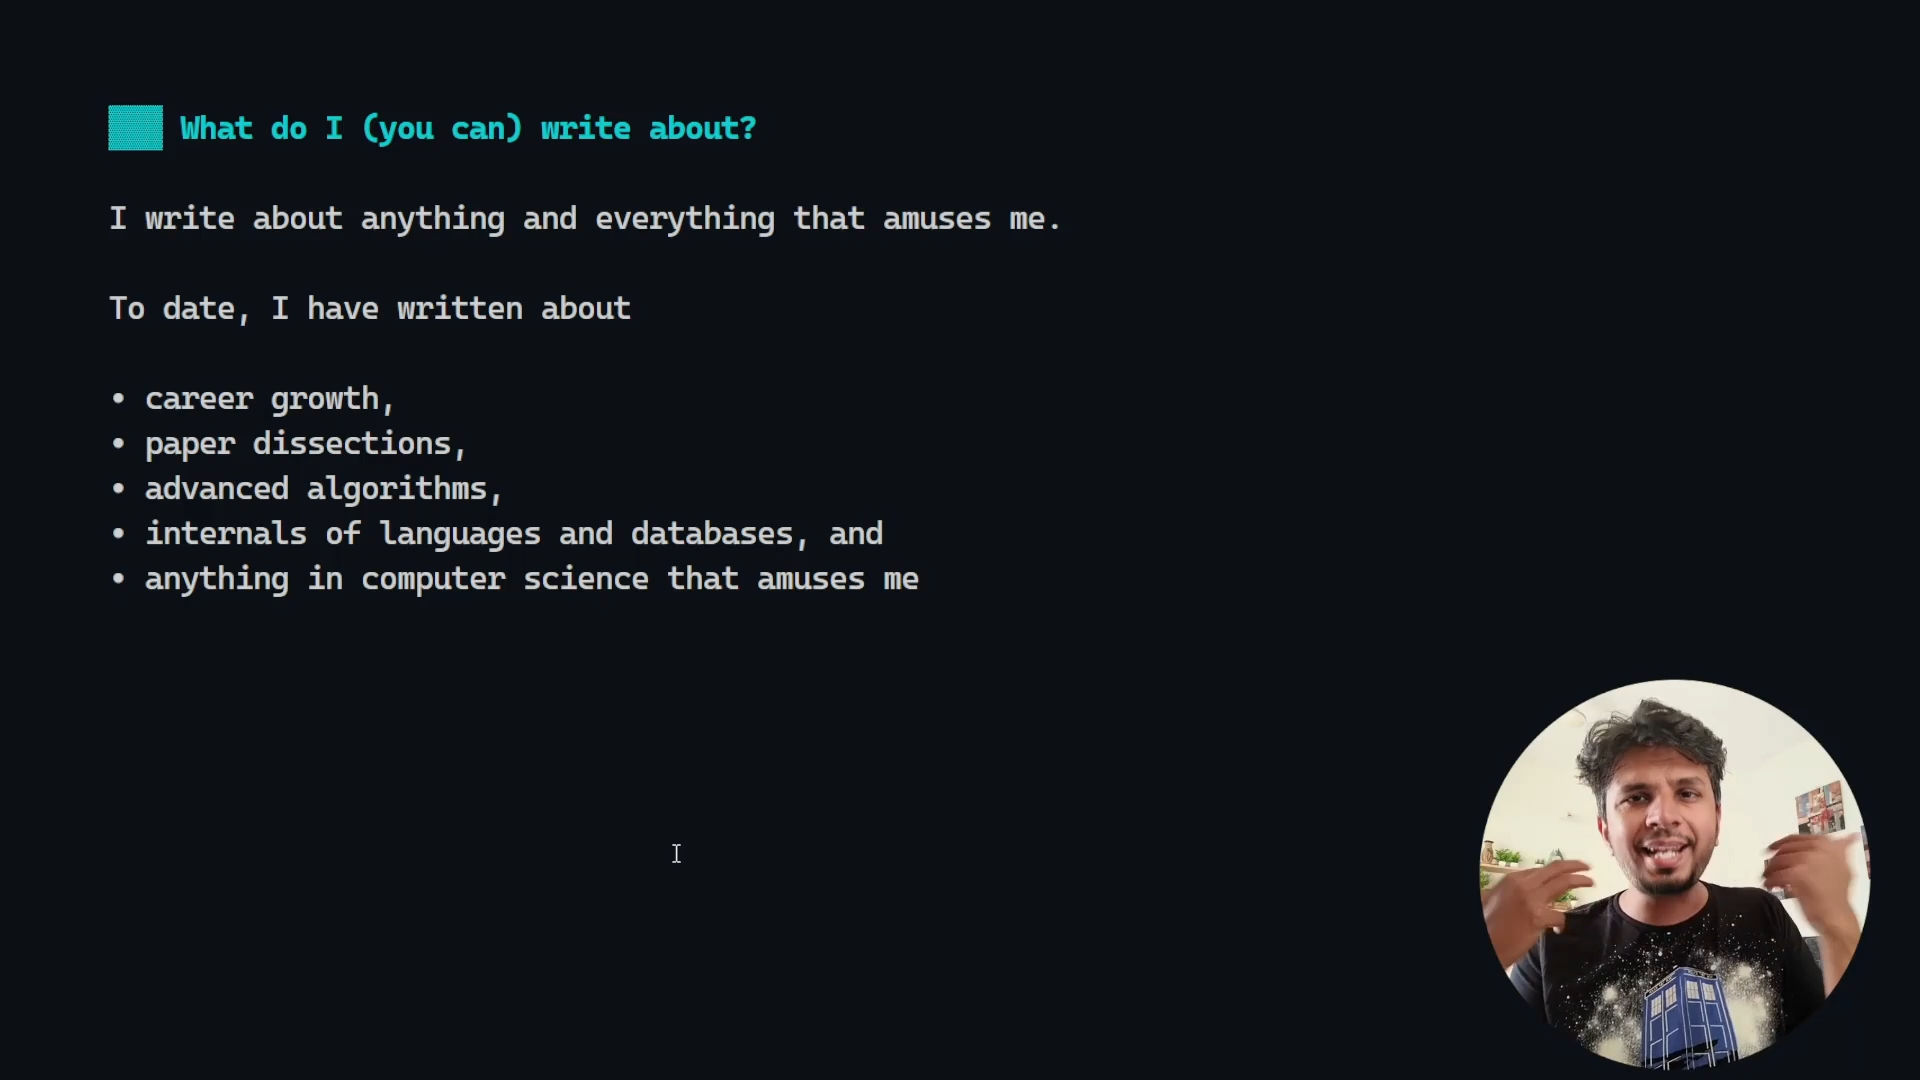 What do I (you can) write about?
I write about anything and everything that amuses me.
To date, I have written about
• career growth,
• paper dissections,
• advanced algorithms,
• internals of languages and databases, and
• anything in computer science that amuses me